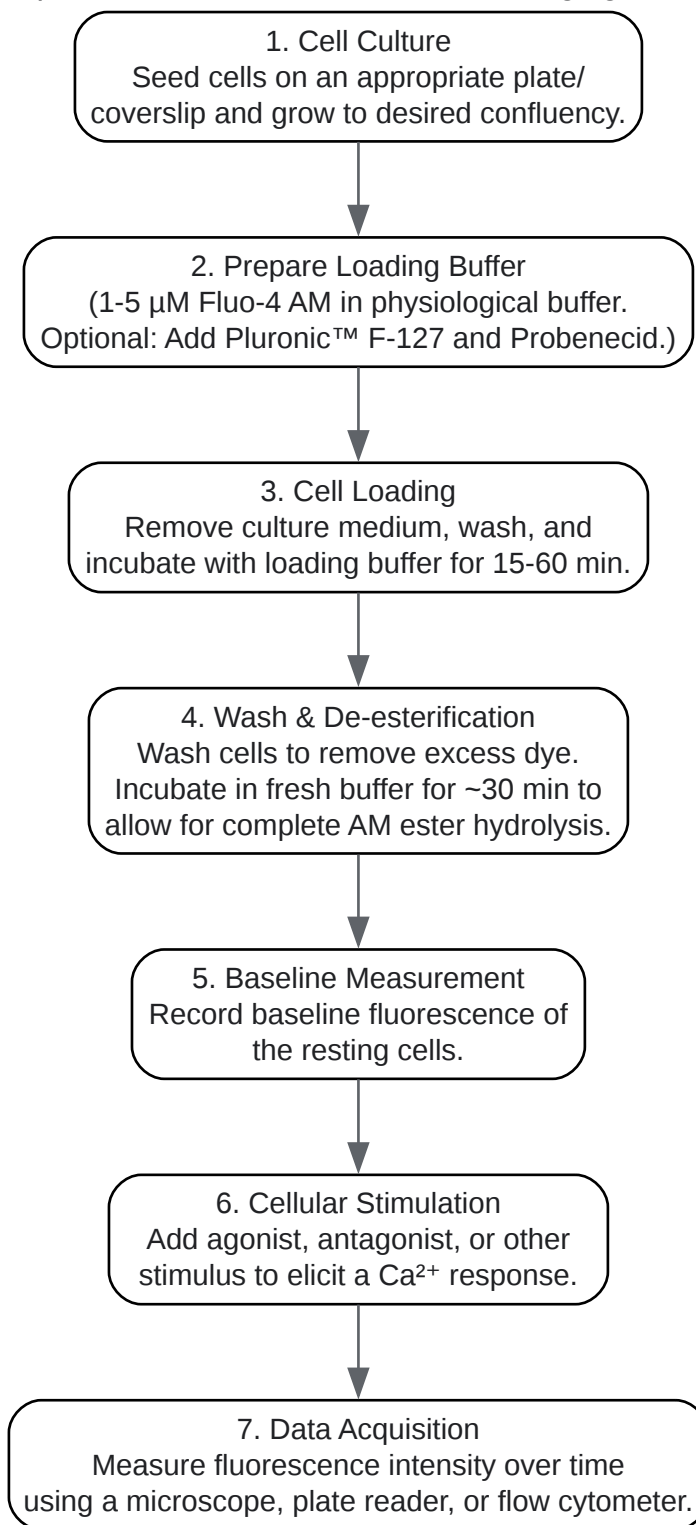 1. Cell Culture
Seed cells on an appropriate plate/
coverslip and grow to desired confluency.
2. Prepare Loading Buffer
(1-5 µM Fluo-4 AM in physiological buffer.
Optional: Add Pluronic™ F-127 and Probenecid.)
3. Cell Loading
Remove culture medium, wash, and
incubate with loading buffer for 15-60 min.
4. Wash & De-esterification
Wash cells to remove excess dye.
Incubate in fresh buffer for ~30 min to
allow for complete AM ester hydrolysis.
5. Baseline Measurement
Record baseline fluorescence of
the resting cells.
6. Cellular Stimulation
Add agonist, antagonist, or other
stimulus to elicit a Ca²⁺ response.
7. Data Acquisition
Measure fluorescence intensity over time
using a microscope, plate reader, or flow cytometer.